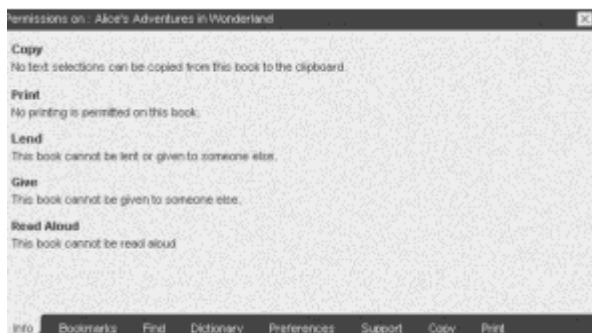 Permissions on : Alice's Adventures in Wonderland
Copy
No text selections can be copied from this book to the clipboard.
Print
No printing is permitted on this book.
Lend
This book cannot be lent or given to someone else.
Give
This book cannot be given to someone else.
Read Aloud
This book cannot be read aloud
Info Bookmarks Find Dictionary Preferences Support Copy Print